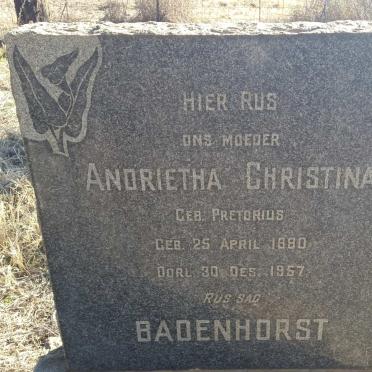 HIER RUS
ONS MOEDER
ANDRIETHA CHRISTINA
GEB. PRETORIUS
GEB. 25 APRIL 1880
OORL. 30 DES. 1957.
RUS SAG
BADENHORST